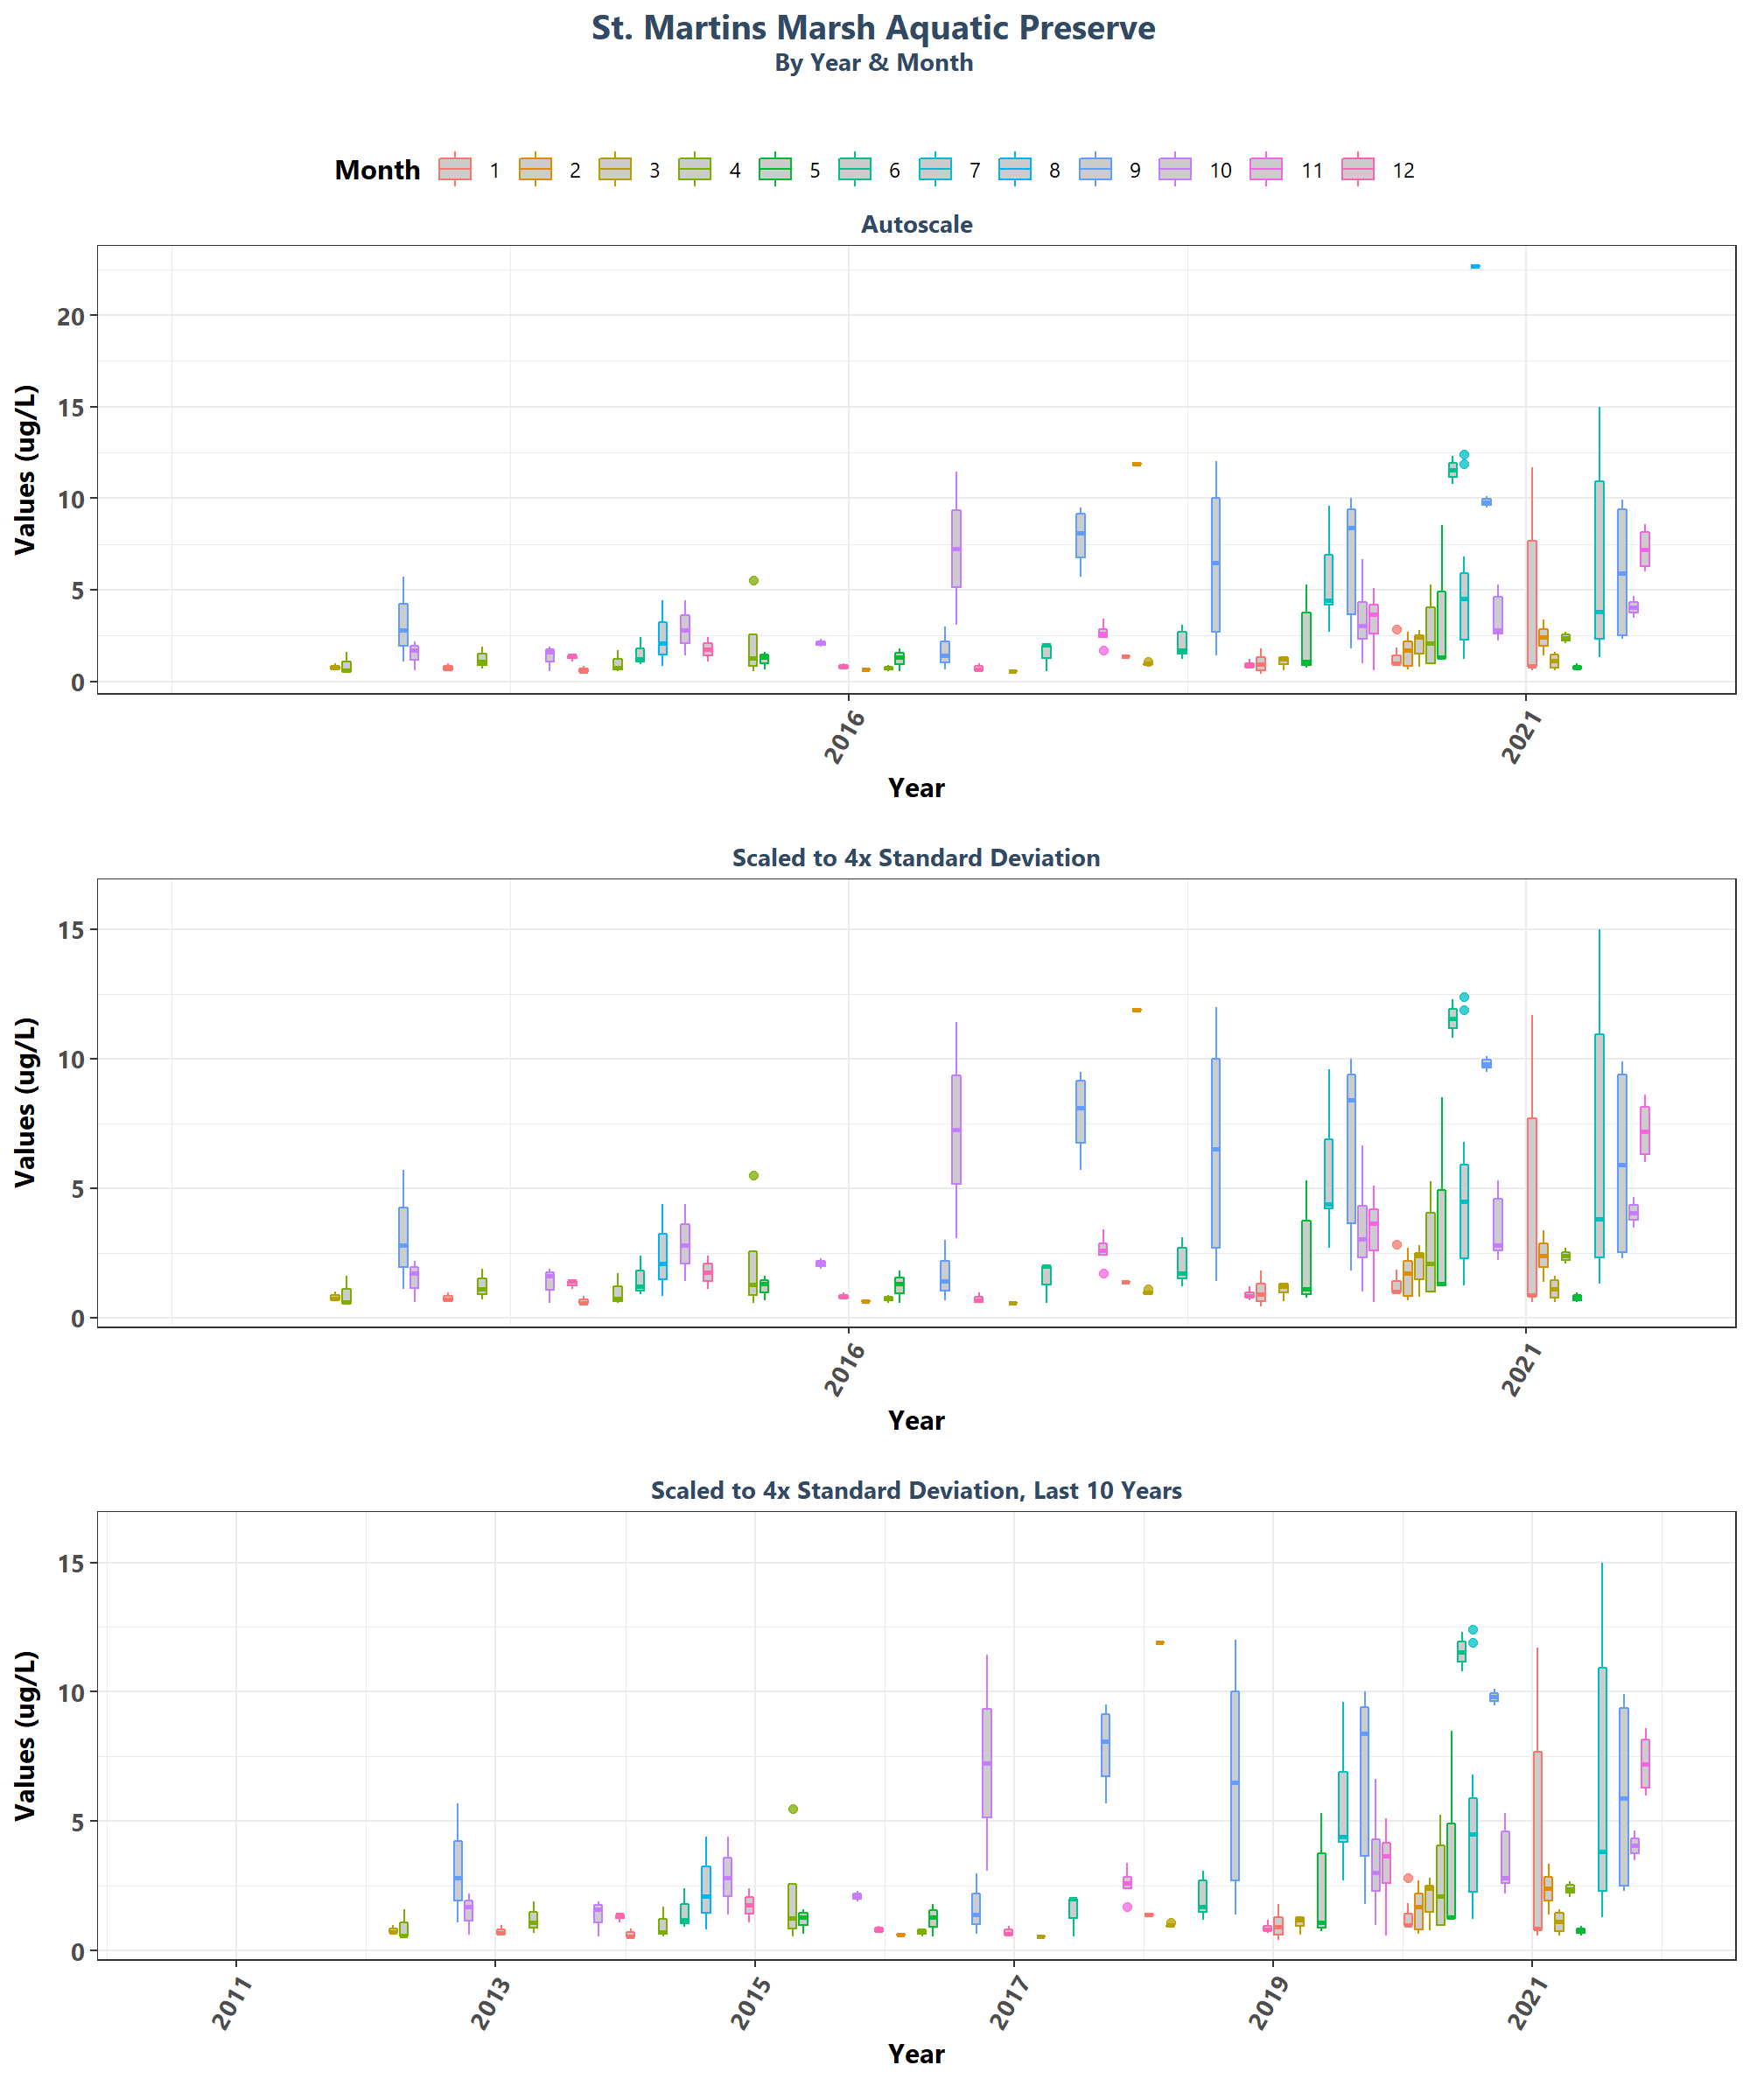 St. Martins Marsh Aquatic Preserve
By Year & Month
Month 1 2 3 4 5 6 7 8 9 10 11 12
Autoscale
Values (ug/L)
20
15
10
5
0
2016 2021
Year
Scaled to 4x Standard Deviation
Values (ug/L)
15
10
5
0
2016 2021
Year
Scaled to 4x Standard Deviation, Last 10 Years
Values (ug/L)
15
10
5
0
2011 2013 2015 2017 2019 2021
Year